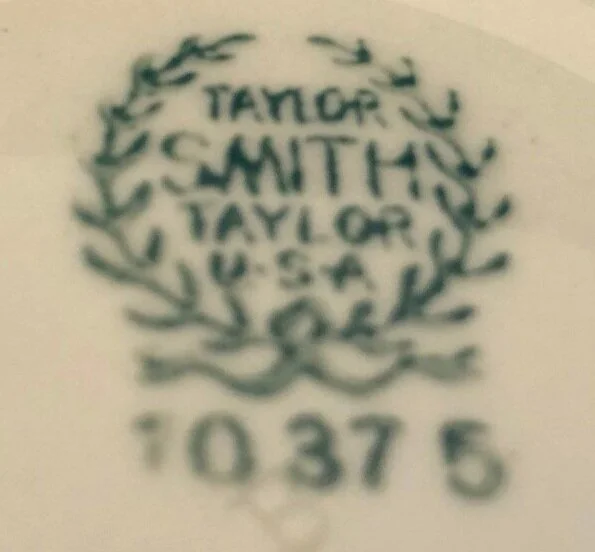 TAYLOR
SMITH
TAYLOR
U·S·A
10 37 5